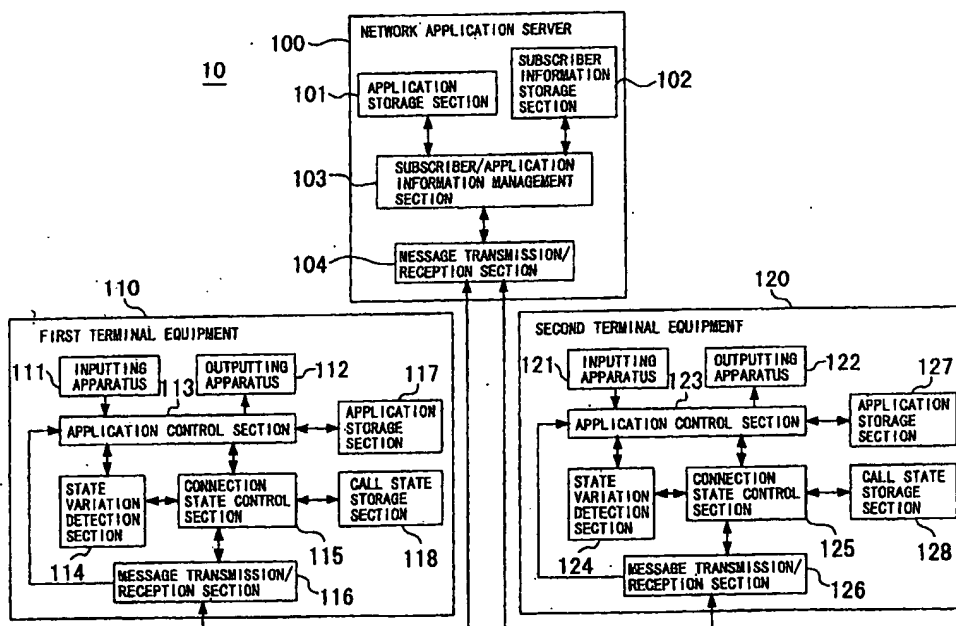 10
100
NETWORK APPLICATION SERVER
101
APPLICATION
STORAGE SECTION
SUBSCRIBER
INFORMATION
STORAGE
SECTION
102
103
SUBSCRIBER/APPLICATION
INFORMATION MANAGEMENT
SECTION
104
MESSAGE TRANSMISSION/
RECEPTION SECTION
110
FIRST TERMINAL EQUIPMENT
111
INPUTTING
APPARATUS
113
OUTPUTTING
APPARATUS
112
117
APPLICATION CONTROL SECTION
APPLICATION
STORAGE
SECTION
STATE
VARIATION
DETECTION
SECTION
114
CONNECTION
STATE CONTROL
SECTION
115
CALL STATE
STORAGE
SECTION
118
MESSAGE TRANSMISSION/
RECEPTION SECTION
116
120
SECOND TERMINAL EQUIPMENT
121
INPUTTING
APPARATUS
123
OUTPUTTING
APPARATUS
122
127
APPLICATION CONTROL SECTION
APPLICATION
STORAGE
SECTION
STATE
VARIATION
DETECTION
SECTION
124
CONNECTION
STATE CONTROL
SECTION
125
CALL STATE
STORAGE
SECTION
128
MESSAGE TRANSMISSION/
RECEPTION SECTION
126